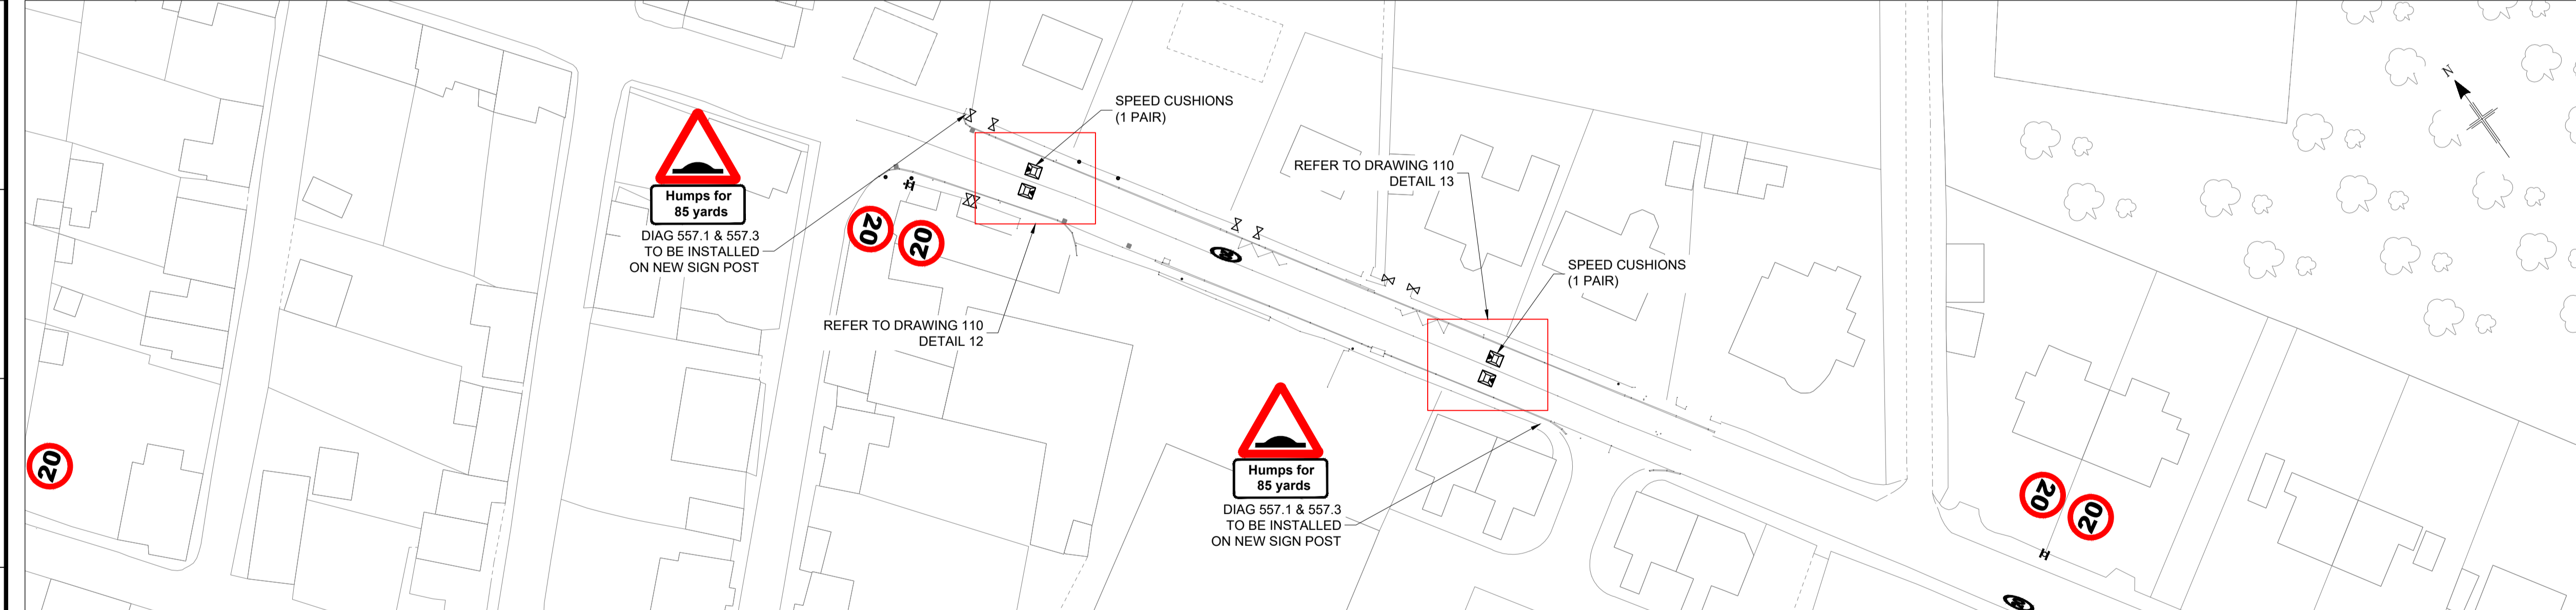 SPEED CUSHIONS
(1 PAIR)
N
REFER TO DRAWING 110
DETAIL 13
Humps for
85 yards
DIAG 557.1 & 557.3
TO BE INSTALLED
ON NEW SIGN POST
20
20
SPEED CUSHIONS
(1 PAIR)
REFER TO DRAWING 110
DETAIL 12
20
Humps for
85 yards
DIAG 557.1 & 557.3
TO BE INSTALLED
ON NEW SIGN POST
20
20